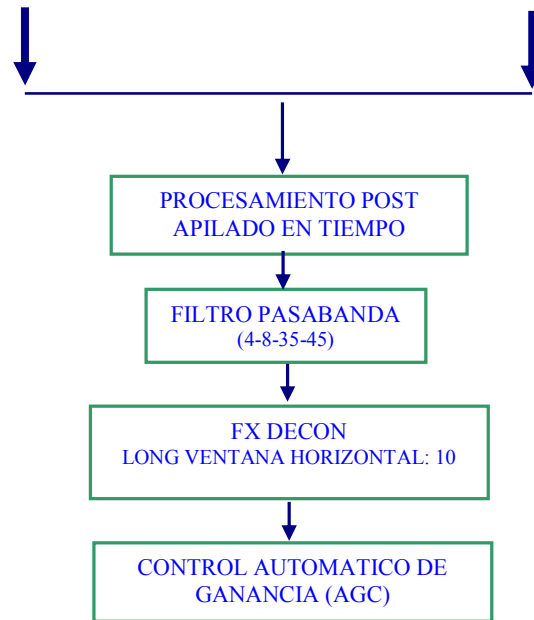 PROCESAMIENTO POST
APILADO EN TIEMPO
FILTRO PASABANDA
(4-8-35-45)
FX DECON
LONG VENTANA HORIZONTAL: 10
CONTROL AUTOMATICO DE
GANANCIA (AGC)